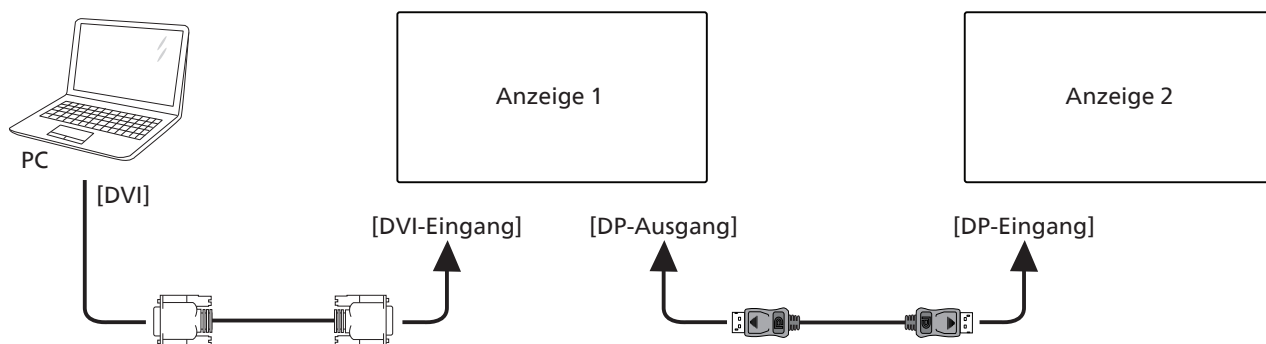 Anzeige 1
Anzeige 2
PC
[DVI]
[DVI-Eingang]
[DP-Ausgang]
[DP-Eingang]